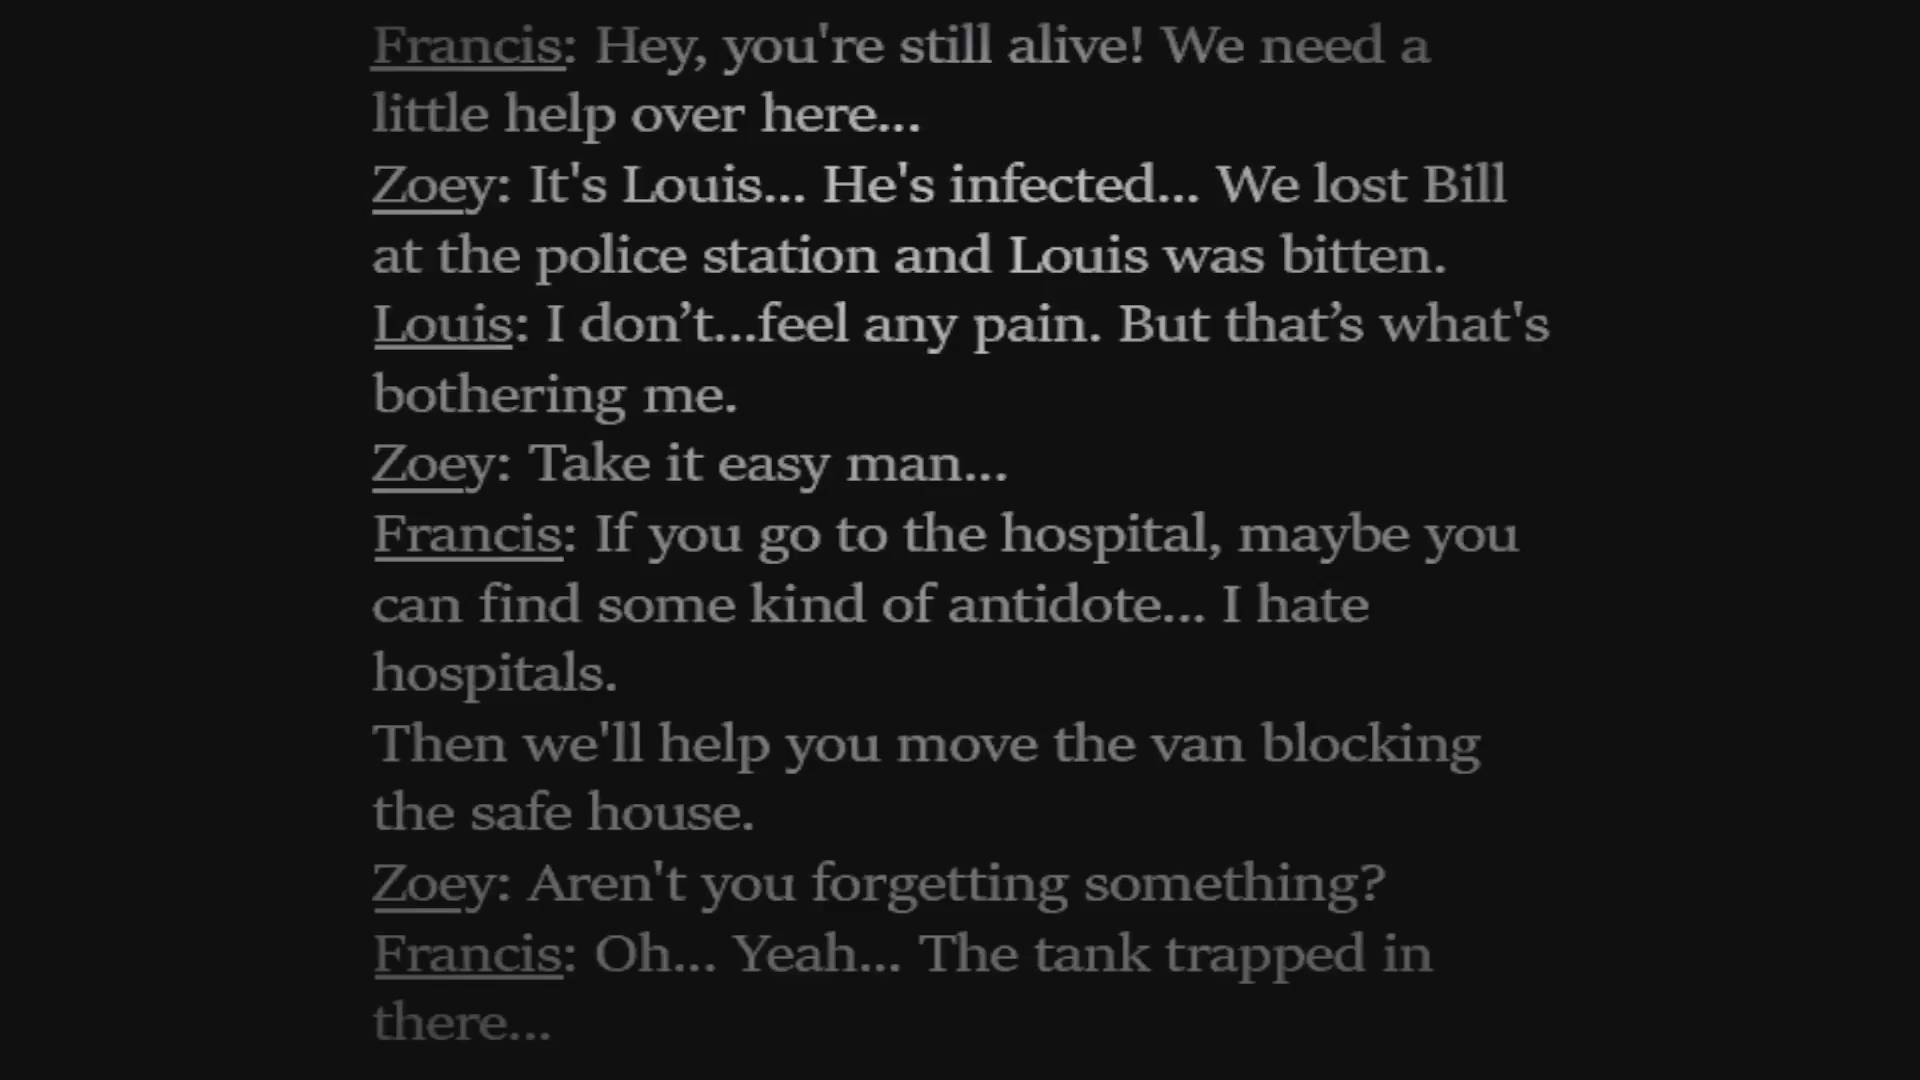 Francis: Hey, you're still alive! We need a
little help over here...
Zoey: It's Louis... He's infected... We lost Bill
at the police station and Louis was bitten.
Louis: I don’t...feel any pain. But that’s what's
bothering me.
Zoey: Take it easy man...
Francis: If you go to the hospital, maybe you
can find some kind of antidote... I hate
hospitals.
Then we'll help you move the van blocking
the safe house.
Zoey: Aren't you forgetting something?
Francis: Oh... Yeah... The tank trapped in
there...